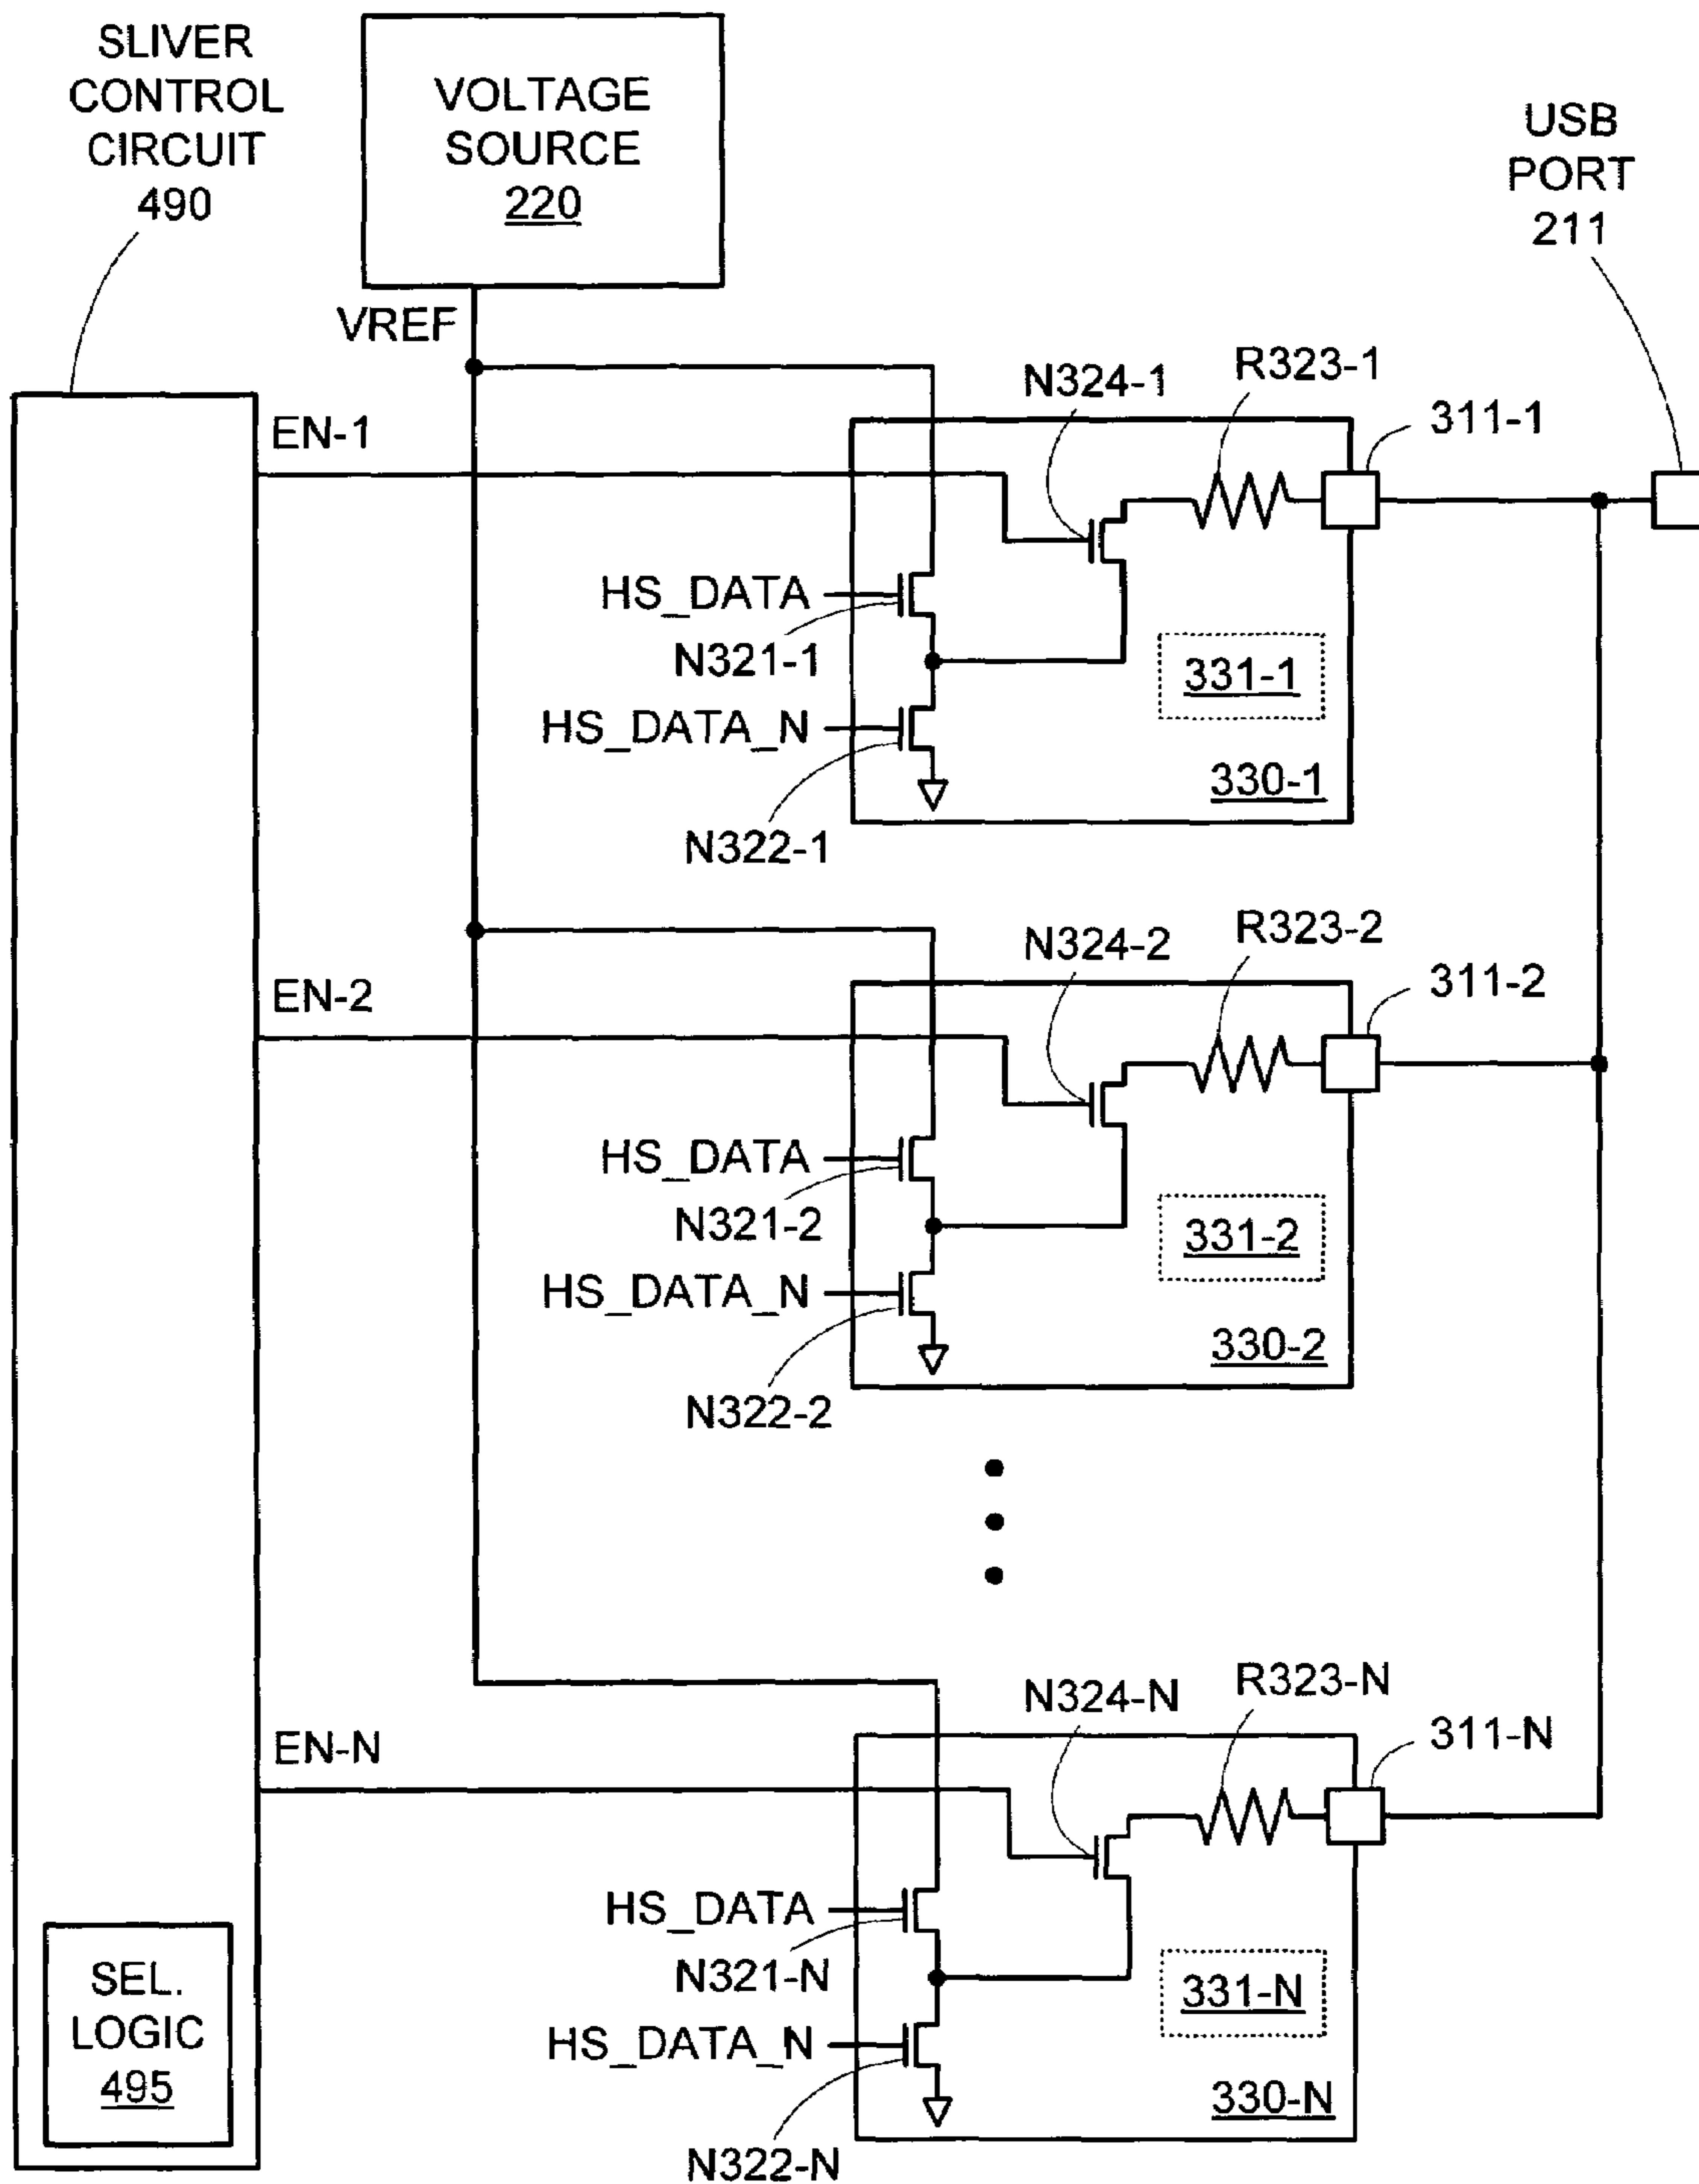 SLIVER
CONTROL
CIRCUIT
490
VOLTAGE
SOURCE
220
USB
PORT
211
VREF
EN-1
N324-1
R323-1
311-1
HS_DATA
N321-1
HS_DATA_N
N322-1
331-1
330-1
EN-2
N324-2
R323-2
311-2
HS_DATA
N321-2
HS_DATA_N
N322-2
331-2
330-2
EN-N
N324-N
R323-N
311-N
HS_DATA
N321-N
HS_DATA_N
N322-N
331-N
330-N
SEL.
LOGIC
495